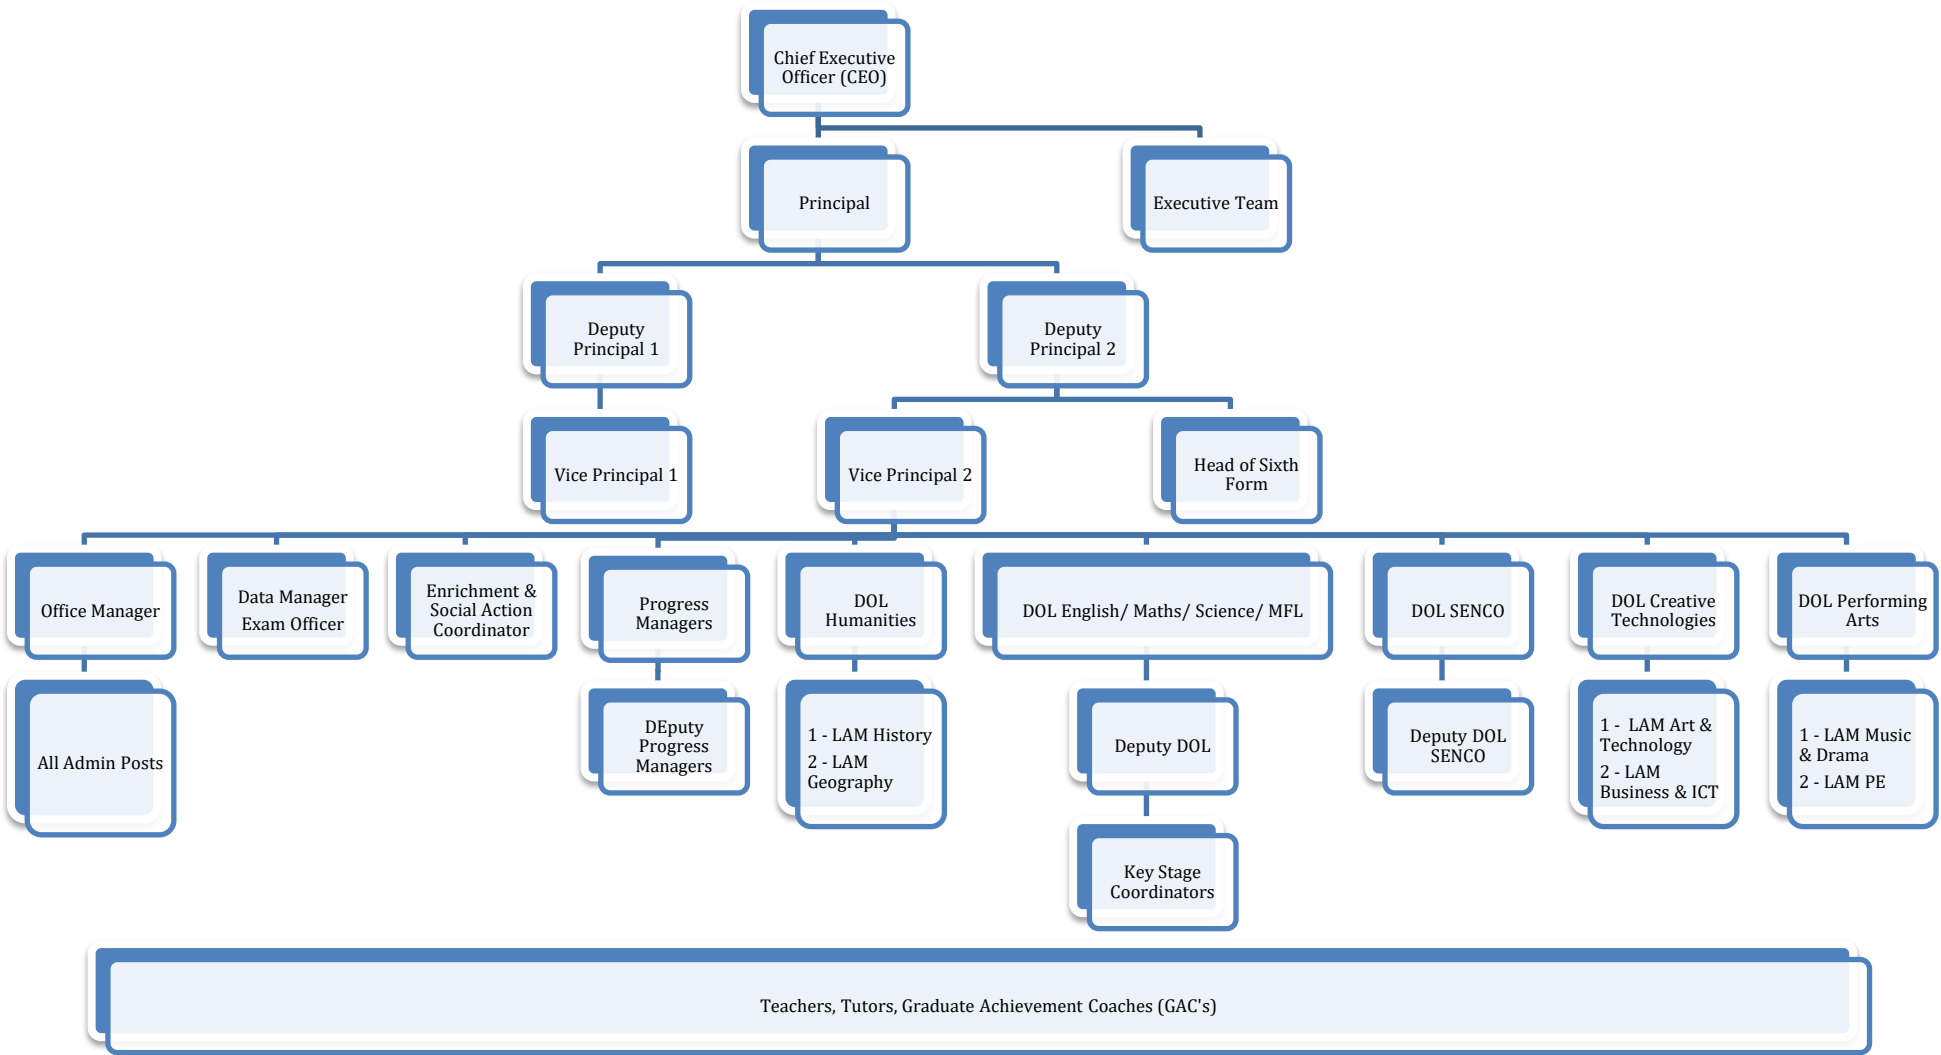 Chief Executive
Officer (CEO)
Principal
Executive Team
Deputy
Principal 1
Deputy
Principal 2
Vice Principal 1
Vice Principal 2
Head of Sixth
Form
Office Manager
Data Manager
Exam Officer
Enrichment &
Social Action
Coordinator
Progress
Managers
DOL
Humanities
DOL English/ Maths/ Science/ MFL
DOL SENCO
DOL Creative
Technologies
DOL Performing
Arts
All Admin Posts
DEputy
Progress
Managers
1 - LAM History
2 - LAM
Geography
Deputy DOL
Deputy DOL
SENCO
1 -  LAM Art &
Technology
2 - LAM
Business & ICT
1 - LAM Music
& Drama
2 - LAM PE
Key Stage
Coordinators
Teachers, Tutors, Graduate Achievement Coaches (GAC's)